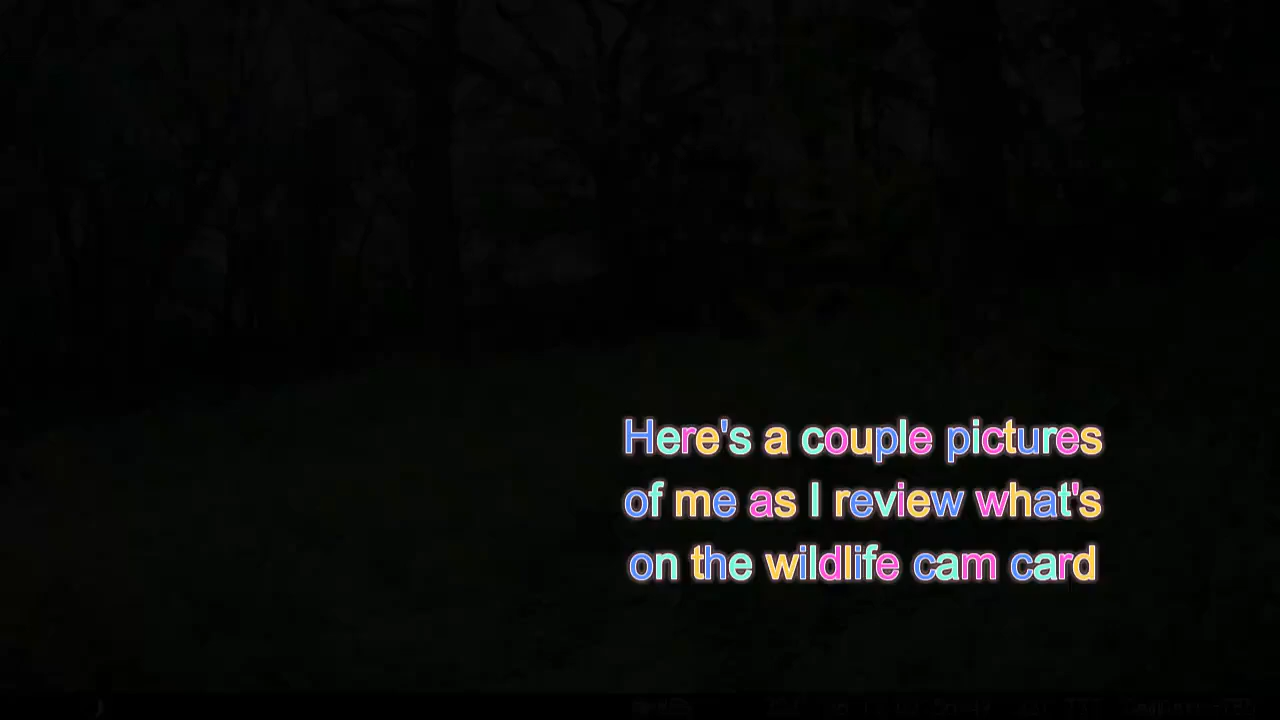 Here's a couple pictures
of me as I review what's
on the wildlife cam card